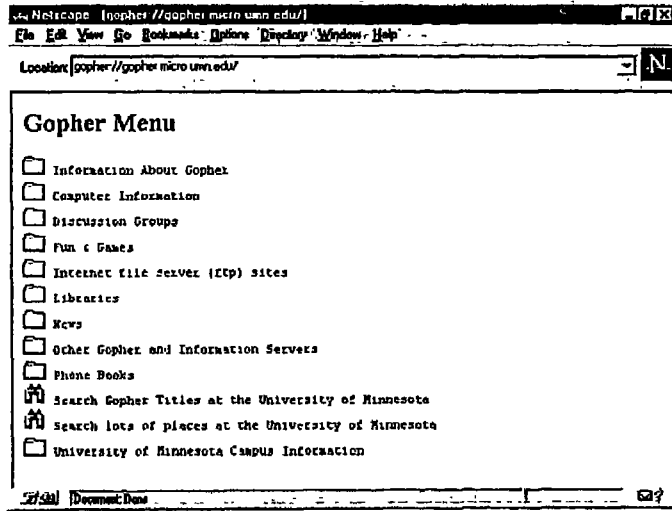 Netscape - [gopher://gopher.micro.umn.edu/]
File Edit View Go Bookmarks Options Directory Window Help
Location: gopher://gopher.micro.umn.edu/
N
Gopher Menu
Information About Gopher
Computer Information
Discussion Groups
Fun & Games
Internet file server (ftp) sites
Libraries
News
Other Gopher and Information Servers
Phone Books
Search Gopher Titles at the University of Minnesota
Search lots of places at the University of Minnesota
University of Minnesota Campus Information
Document: Done